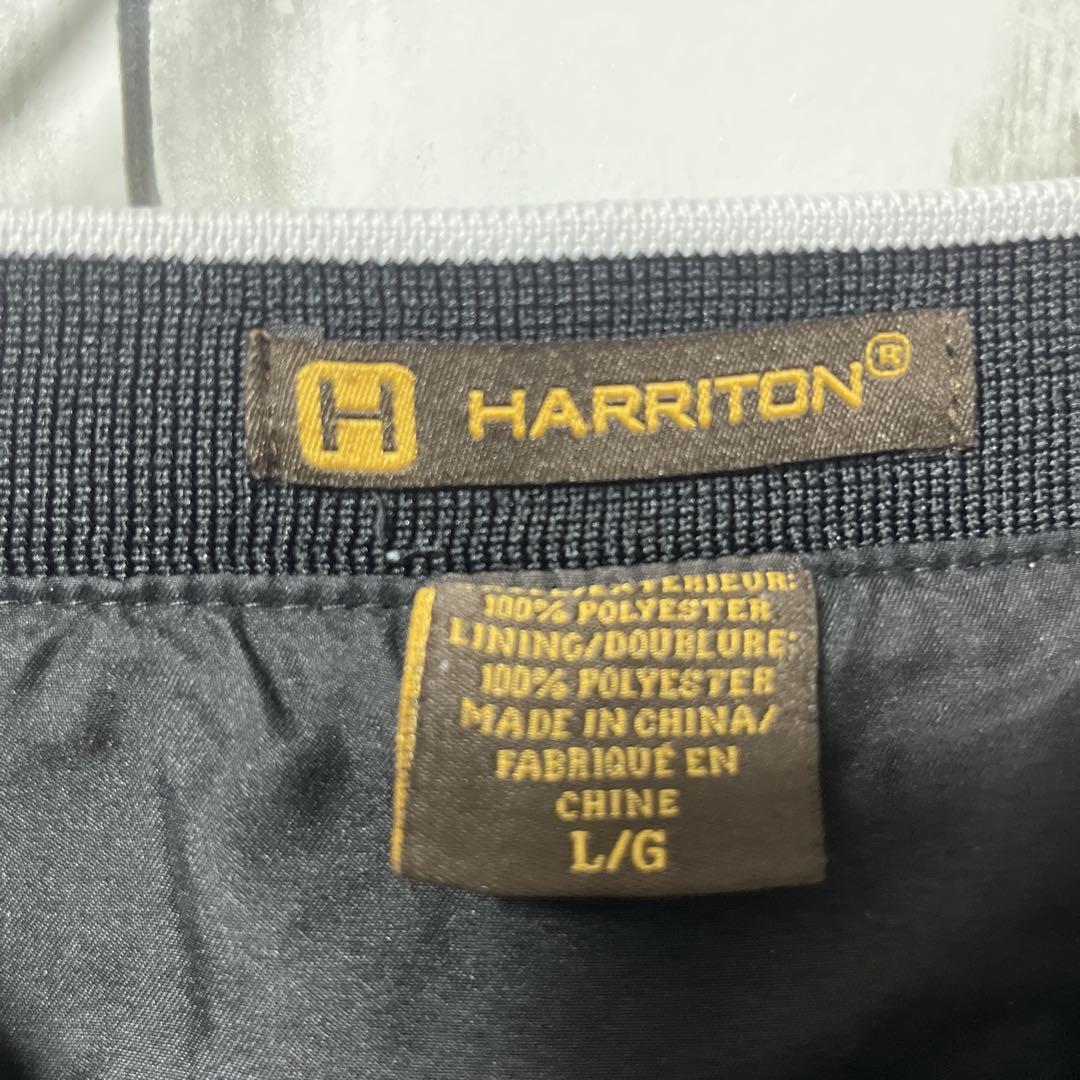 H HARRITON®
100% POLYESTER
LINING/DOUBLURE:
100% POLYESTER
MADE IN CHINA/
FABRIQUÉ EN
CHINE
L/G